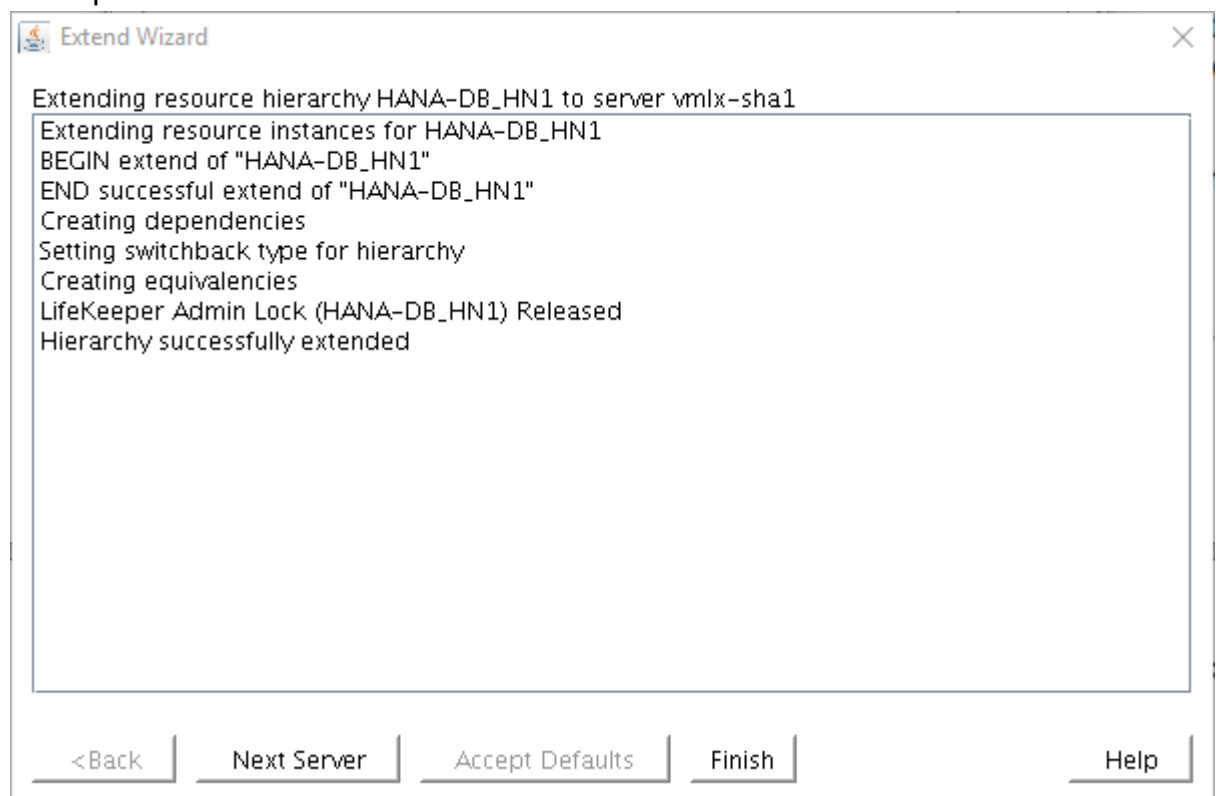 Extend Wizard
Extending resource hierarchy HANA-DB_HN1 to server vmlx-sha1
Extending resource instances for HANA-DB_HN1
BEGIN extend of "HANA-DB_HN1"
END successful extend of "HANA-DB_HN1"
Creating dependencies
Setting switchback type for hierarchy
Creating equivalencies
LifeKeeper Admin Lock (HANA-DB_HN1) Released
Hierarchy successfully extended
<Back Next Server Accept Defaults Finish Help